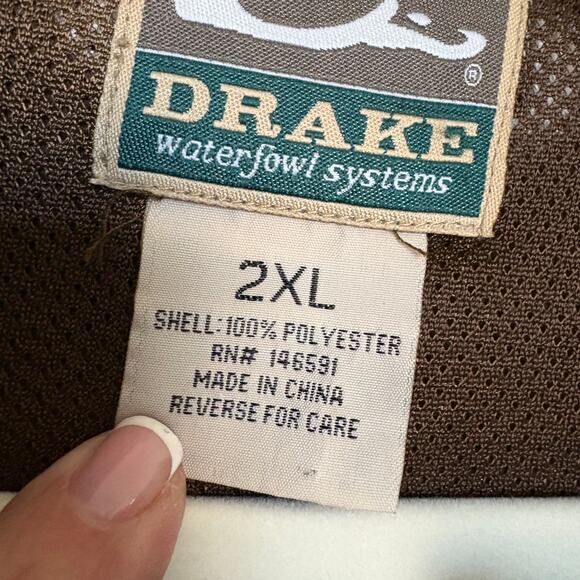 ®
DRAKE
waterfowl systems
2XL
SHELL: 100% POLYESTER
RN# 146591
MADE IN CHINA
REVERSE FOR CARE